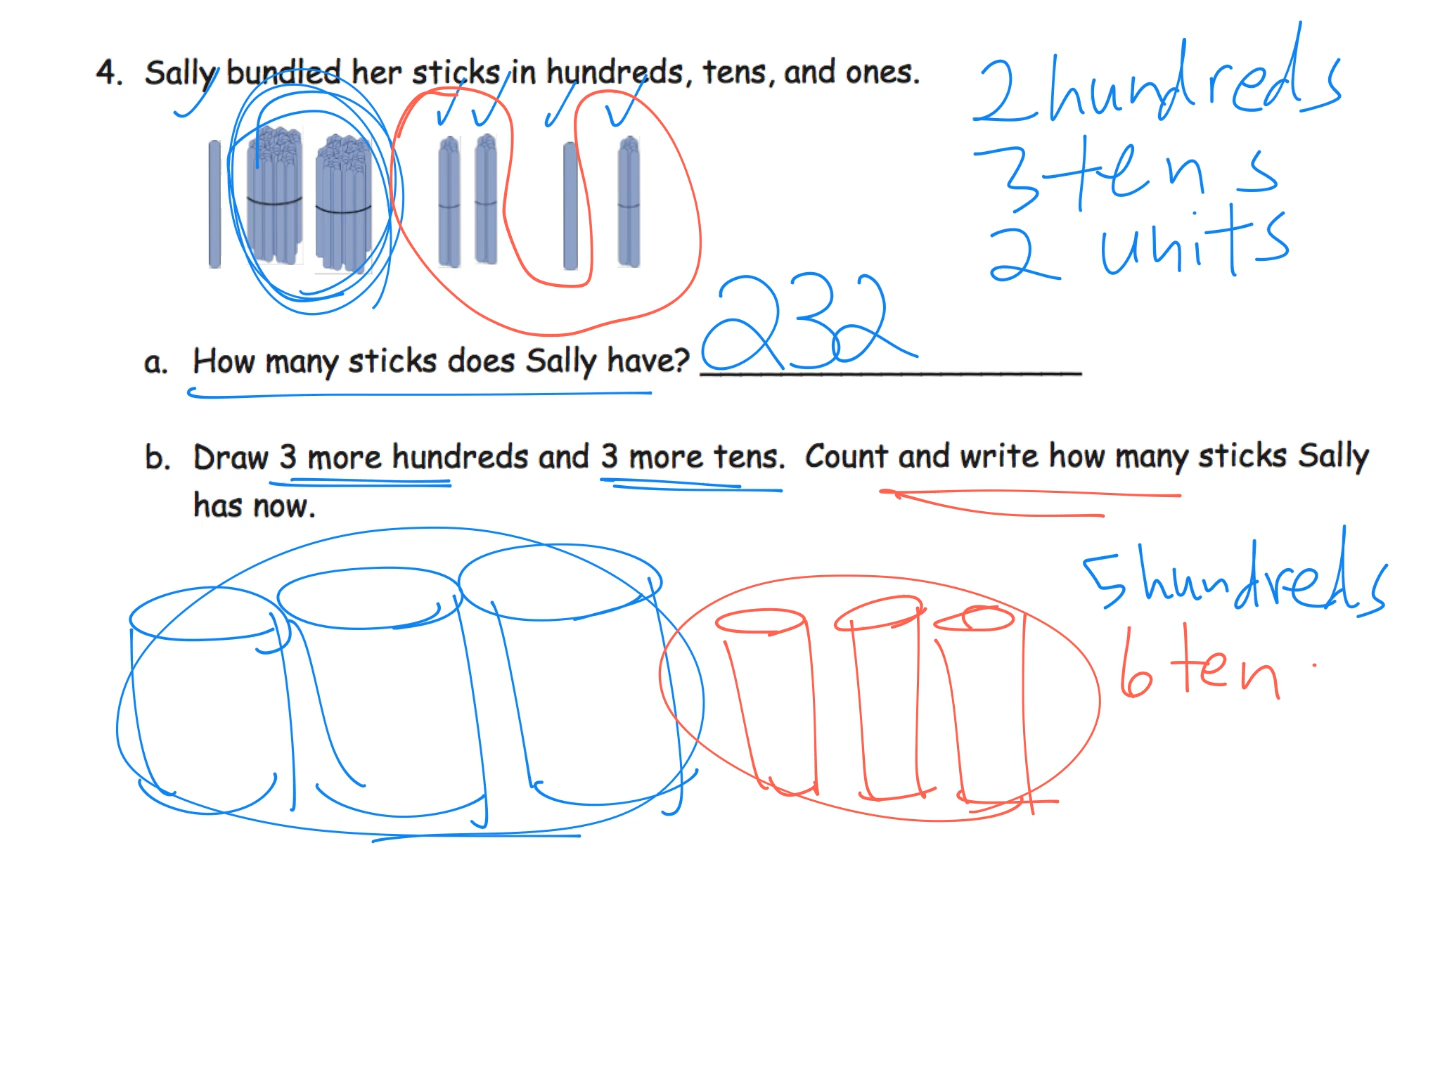 4. Sally bundled her sticks in hundreds, tens, and ones.
2 hundreds
3 tens
2 units
a. How many sticks does Sally have? 232
b. Draw 3 more hundreds and 3 more tens. Count and write how many sticks Sally
has now.
5 hundreds
6 ten